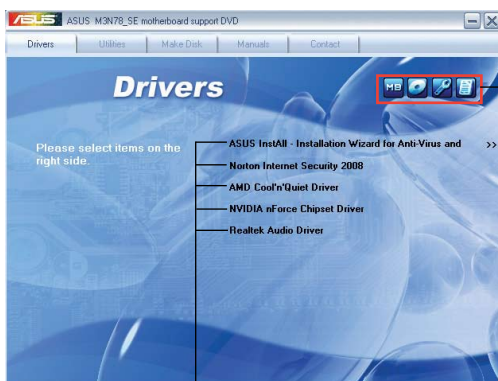 ASUS ASUS M3N78_SE motherboard support DVD
Drivers Utilities Make Disk Manuals Contact
Drivers
MB
Please select items on the
right side.
ASUS InstAll - Installation Wizard for Anti-Virus and >>
Norton Internet Security 2008
AMD Cool'n'Quiet Driver
NVIDIA nForce Chipset Driver
Realtek Audio Driver